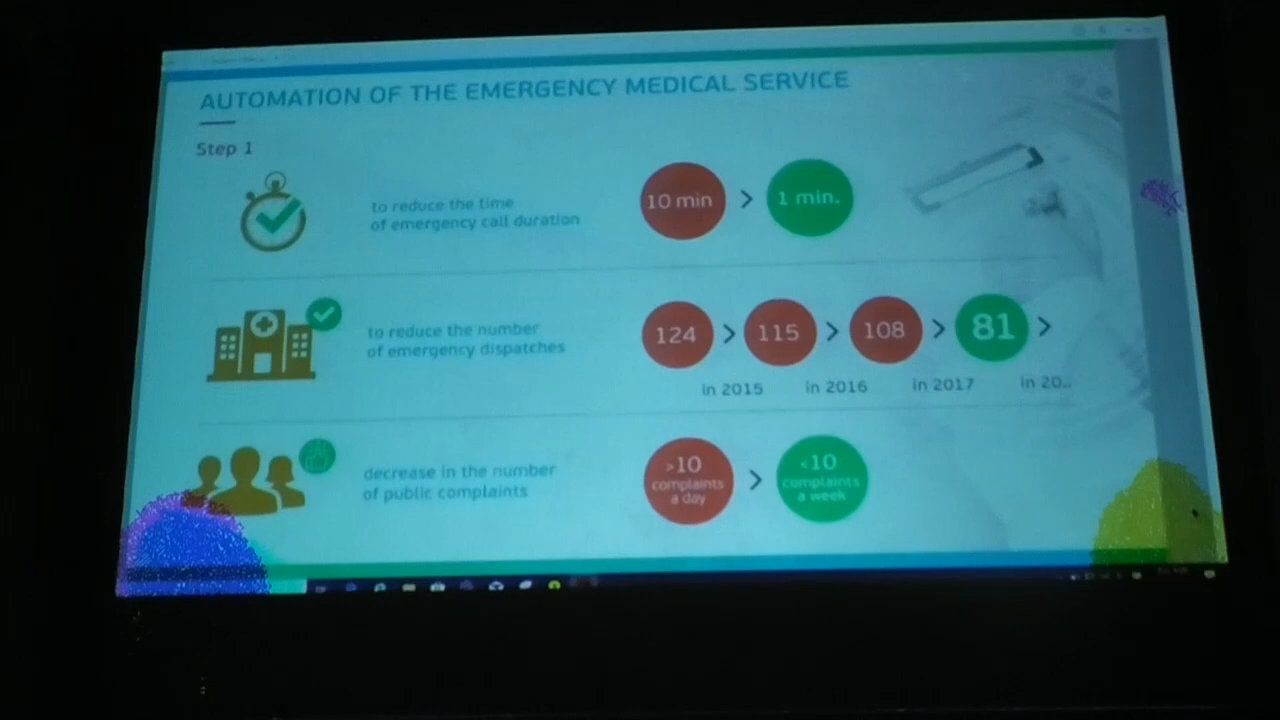 AUTOMATION OF THE EMERGENCY MEDICAL SERVICE
Step 1
to reduce the time
of emergency call duration
10 min > 1 min.
to reduce the number
of emergency dispatches
124 > 115 > 108 > 81 >
in 2015 in 2016 in 2017 in 20..
decrease in the number
of public complaints
>10
complaints
a day
>
<10
complaints
a week